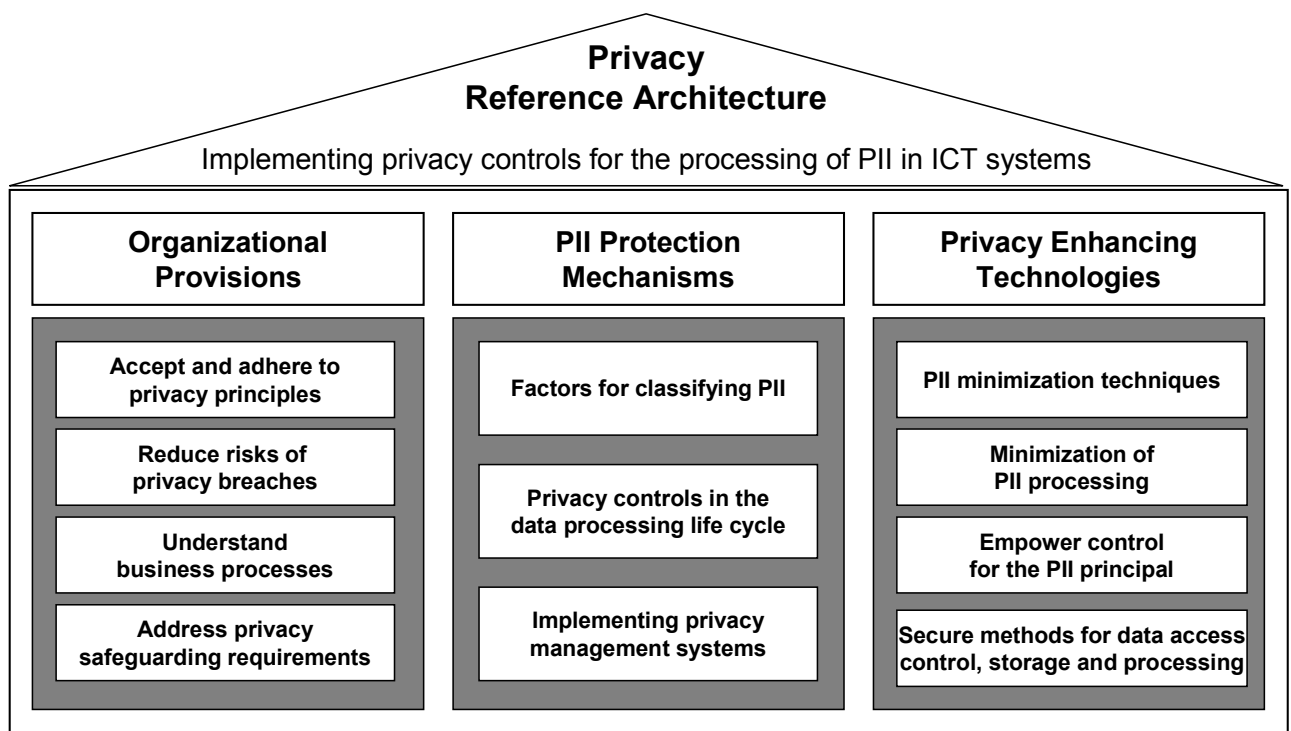 Privacy
Reference Architecture
Implementing privacy controls for the processing of PII in ICT systems
Organizational
Provisions
Accept and adhere to
privacy principles
Reduce risks of
privacy breaches
Understand
business processes
Address privacy
safeguarding requirements
PII Protection
Mechanisms
Factors for classifying PII
Privacy controls in the
data processing life cycle
Implementing privacy
management systems
Privacy Enhancing
Technologies
PII minimization techniques
Minimization of
PII processing
Empower control
for the PII principal
Secure methods for data access
control, storage and processing